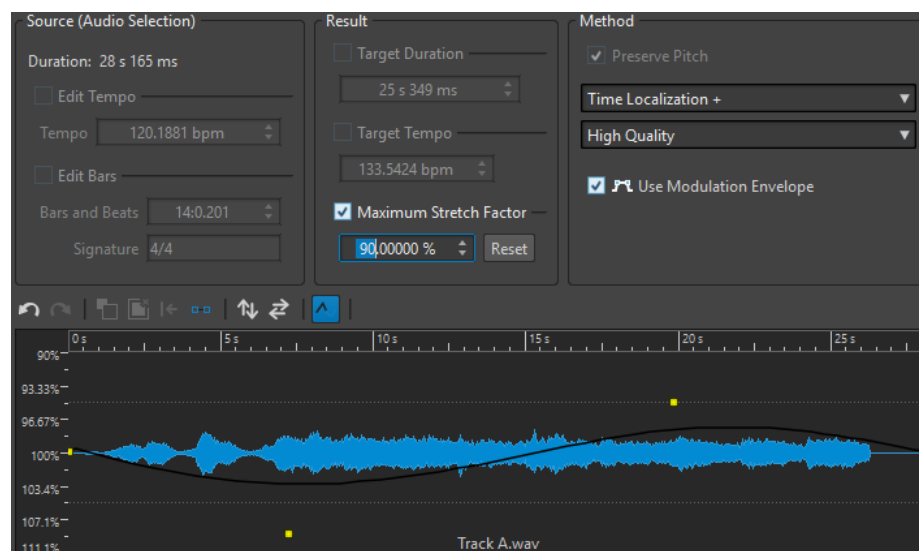 Source (Audio Selection)
Duration: 28 s 165 ms
Edit Tempo
Tempo 120.1881 bpm
Edit Bars
Bars and Beats 14:0.201
Signature 4/4
Result
Target Duration
25 s 349 ms
Target Tempo
133.5424 bpm
Maximum Stretch Factor
90.00000 % Reset
Method
Preserve Pitch
Time Localization +
High Quality
Use Modulation Envelope
0 s 5 s 10 s 15 s 20 s 25 s
90%
93.33%
96.67%
100%
103.4%
107.1%
111.1%
Track A.wav